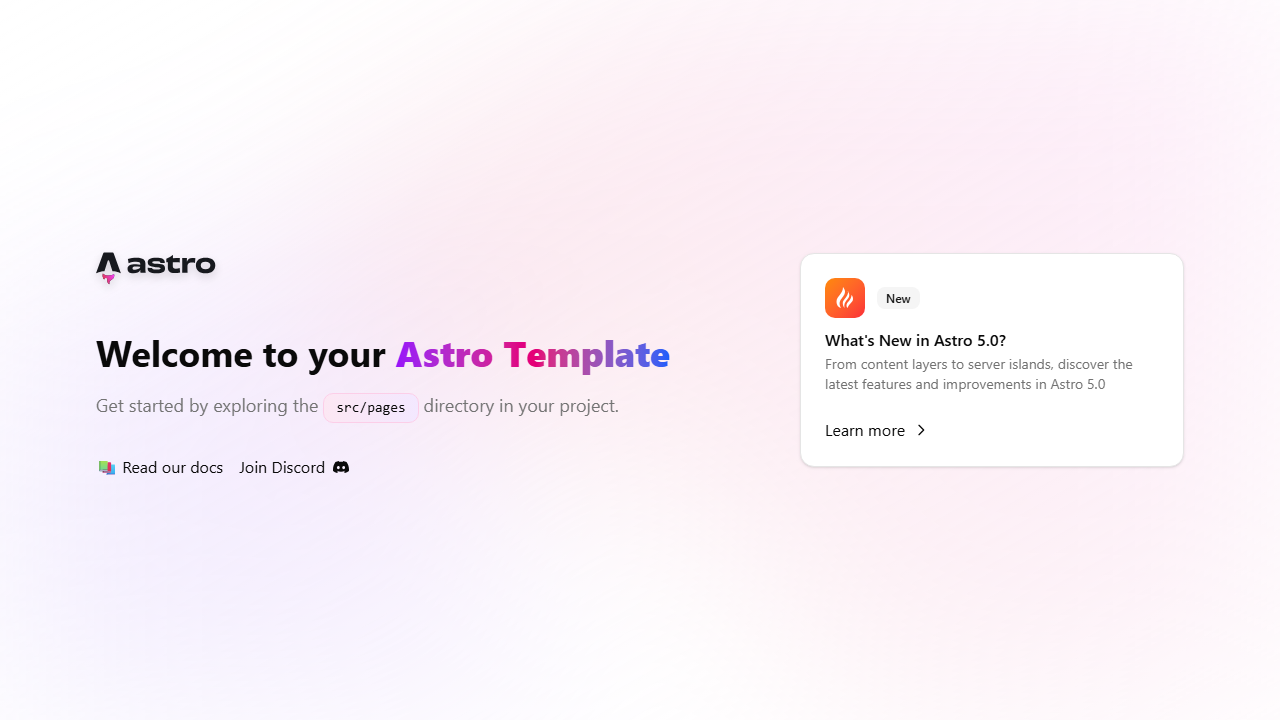 astro
Welcome to your Astro Template
Get started by exploring the src/pages directory in your project.
Read our docs Join Discord
New
What's New in Astro 5.0?
From content layers to server islands, discover the
latest features and improvements in Astro 5.0
Learn more